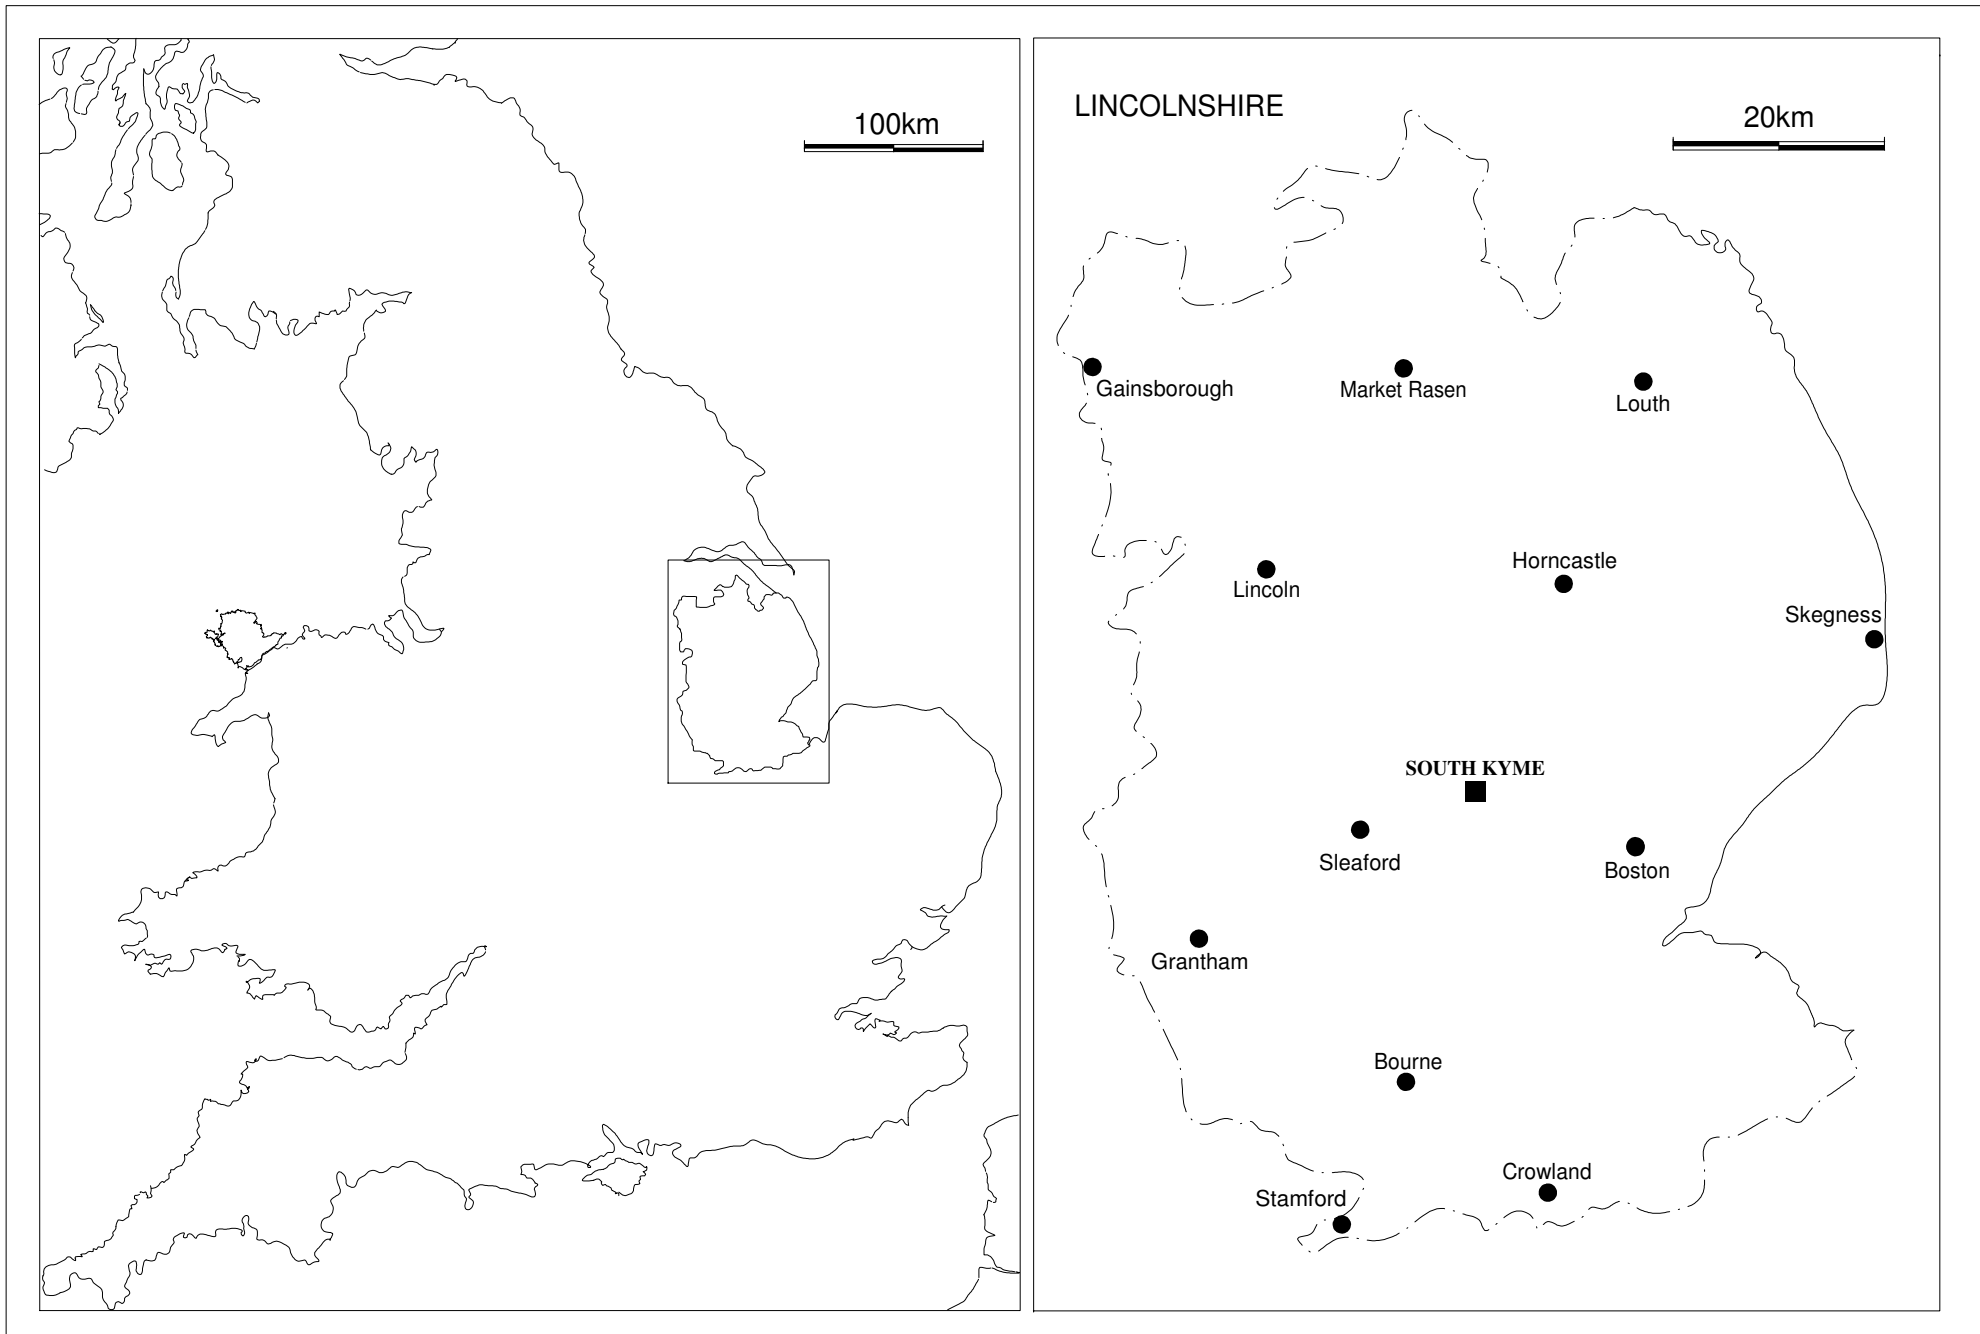 100km
LINCOLNSHIRE
20km
Gainsborough
Market Rasen
Louth
Lincoln
Horncastle
Skegness
SOUTH KYME
Sleaford
Boston
Grantham
Bourne
Crowland
Stamford